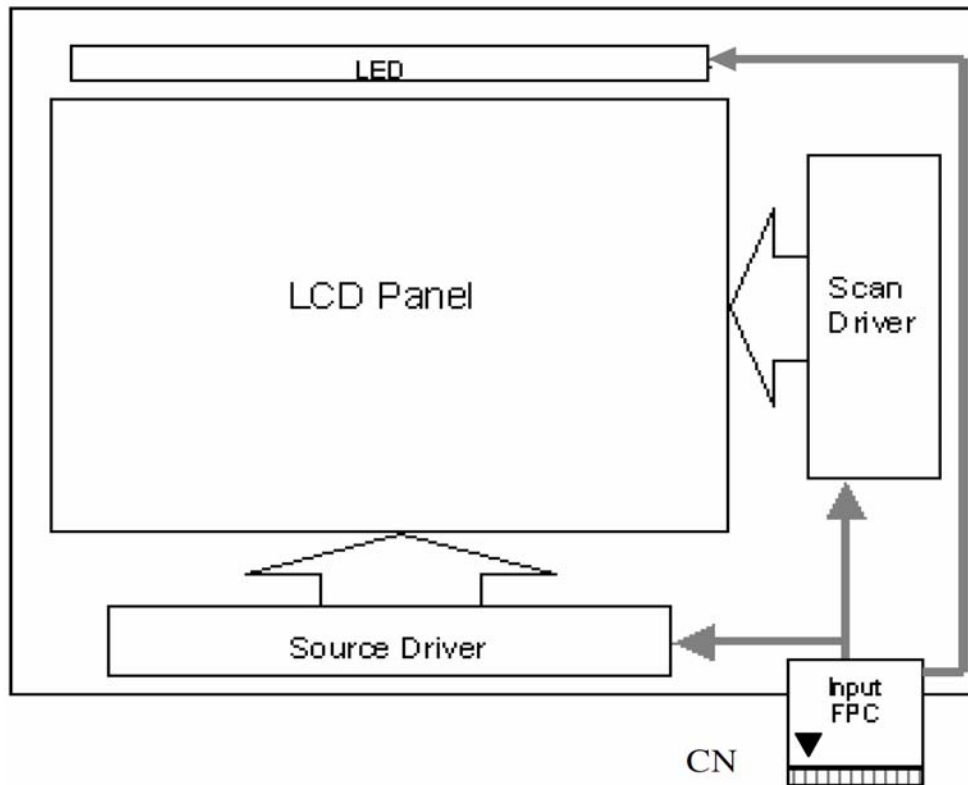 LED
LCD Panel
Scan
Driver
Source Driver
Input
FPC
CN